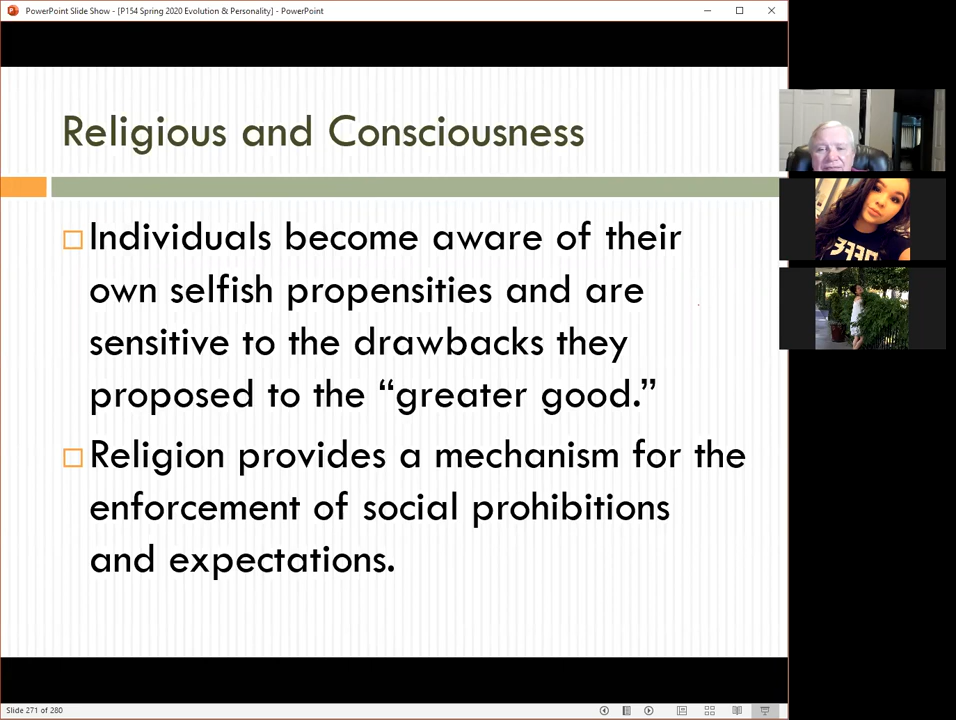 PowerPoint Slide Show - [P154 Spring 2020 Evolution & Personality] - PowerPoint
Religious and Consciousness
Individuals become aware of their
own selfish propensities and are
sensitive to the drawbacks they
proposed to the “greater good.”
Religion provides a mechanism for the
enforcement of social prohibitions
and expectations.
Slide 271 of 280